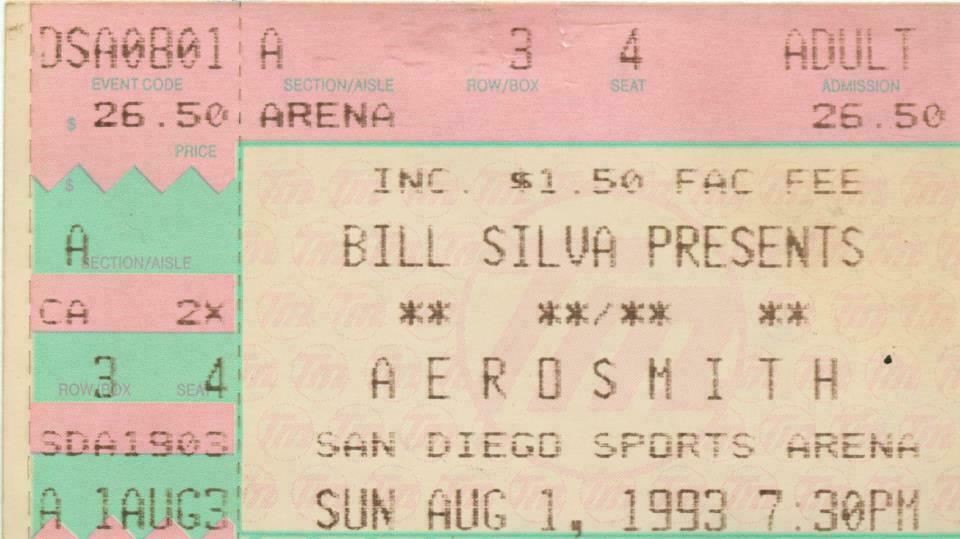 DSA0801 A 3 4 ADULT
EVENT CODE SECTION/AISLE ROW/BOX SEAT ADMISSION
$ 26.50 ARENA 26.50
PRICE
$
INC. $1.50 FAC FEE
A BILL SILVA PRESENTS
SECTION/AISLE
CA 2X ** **/** **
3 4 AEROSMITH
ROW/BOX SEAT
SDA1903 SAN DIEGO SPORTS ARENA
A 1AUG3 SUN AUG 1, 1993 7:30PM